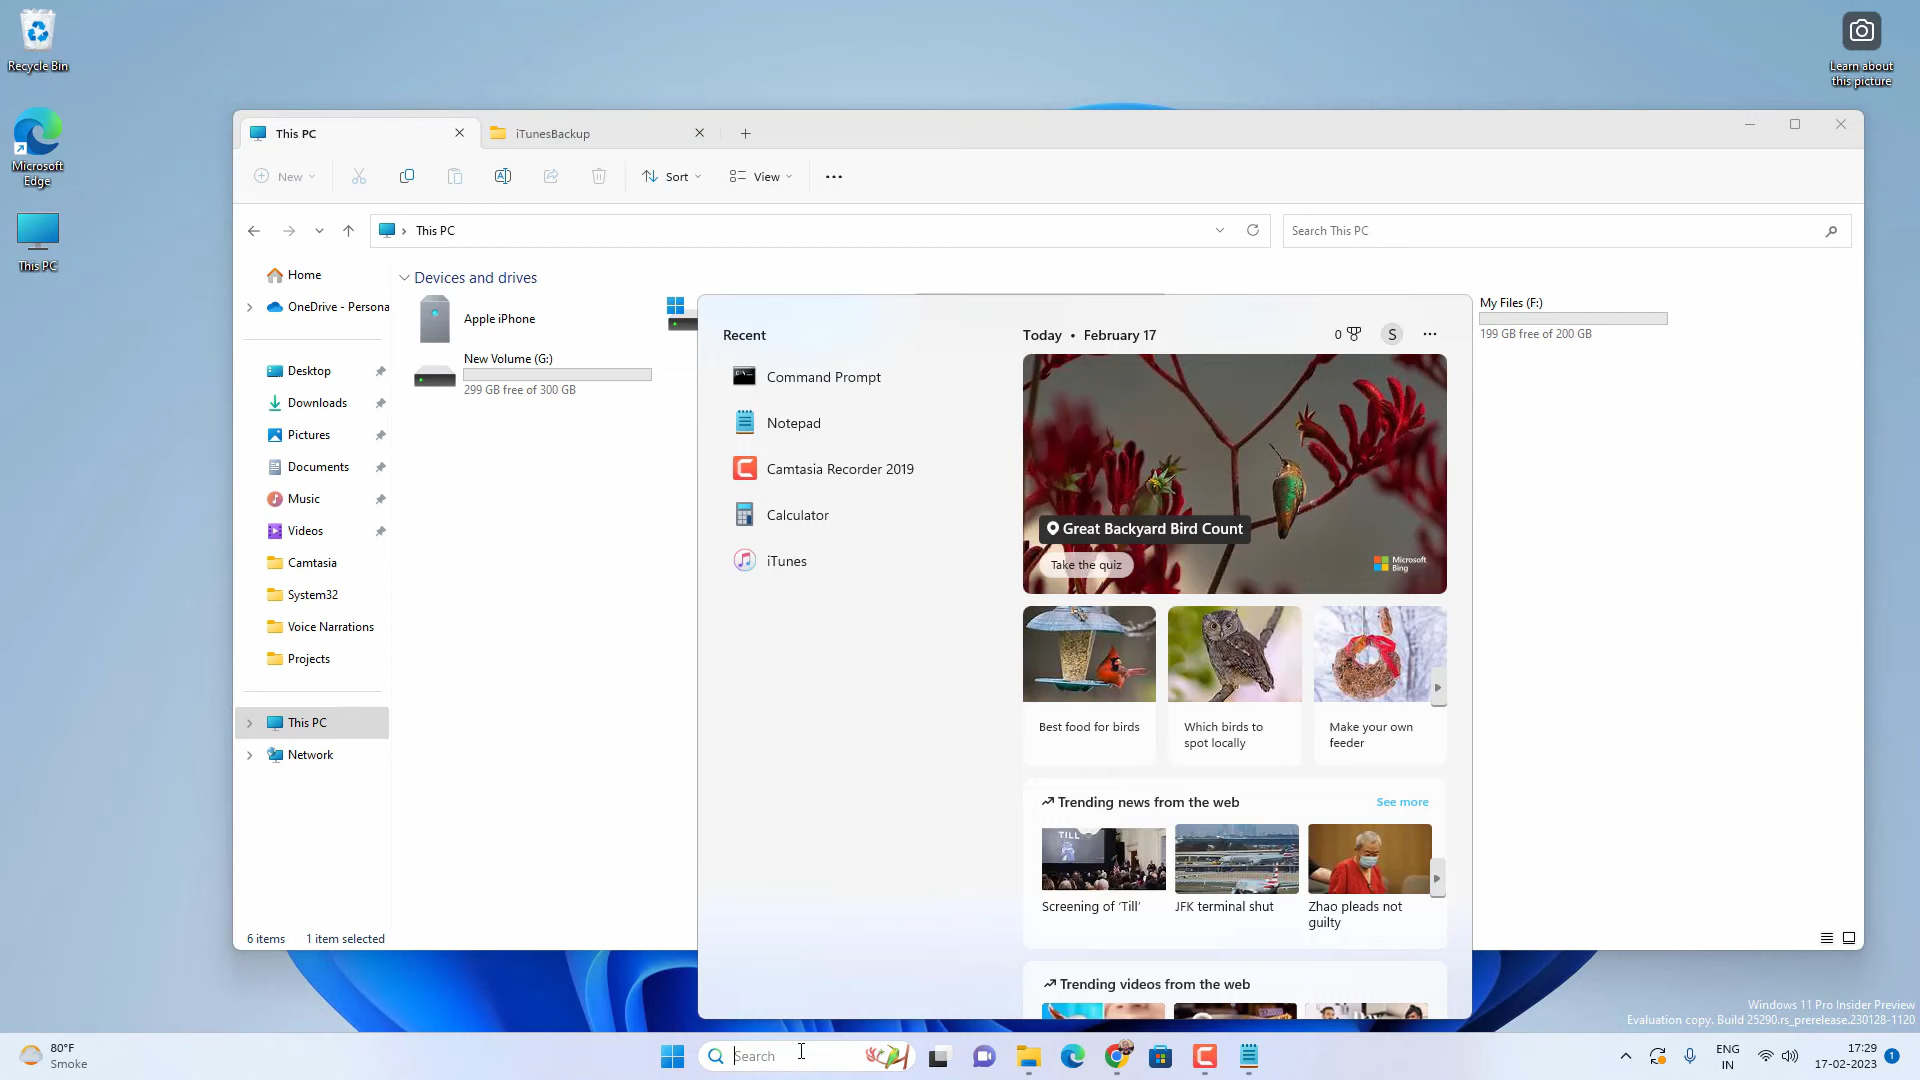 Recycle Bin
Learn about
this picture
Microsoft
Edge
This PC
This PC
iTunesBackup
New
Sort
View
This PC
Search This PC
Home
OneDrive - Persona
Desktop
Downloads
Pictures
Documents
Music
Videos
Camtasia
System32
Voice Narrations
Projects
This PC
Network
Devices and drives
Apple iPhone
New Volume (G:)
299 GB free of 300 GB
My Files (F:)
199 GB free of 200 GB
Recent
Command Prompt
Notepad
Camtasia Recorder 2019
Calculator
iTunes
Today • February 17
0
S
Great Backyard Bird Count
Take the quiz
Microsoft
Bing
Best food for birds
Which birds to
spot locally
Make your own
feeder
Trending news from the web
See more
TILL
Screening of ‘Till’
JFK terminal shut
Zhao pleads not
guilty
Trending videos from the web
6 items
1 item selected
Windows 11 Pro Insider Preview
Evaluation copy. Build 25290.rs_prerelease.230128-1120
80°F
Smoke
Search
ENG
IN
17:29
17-02-2023
1